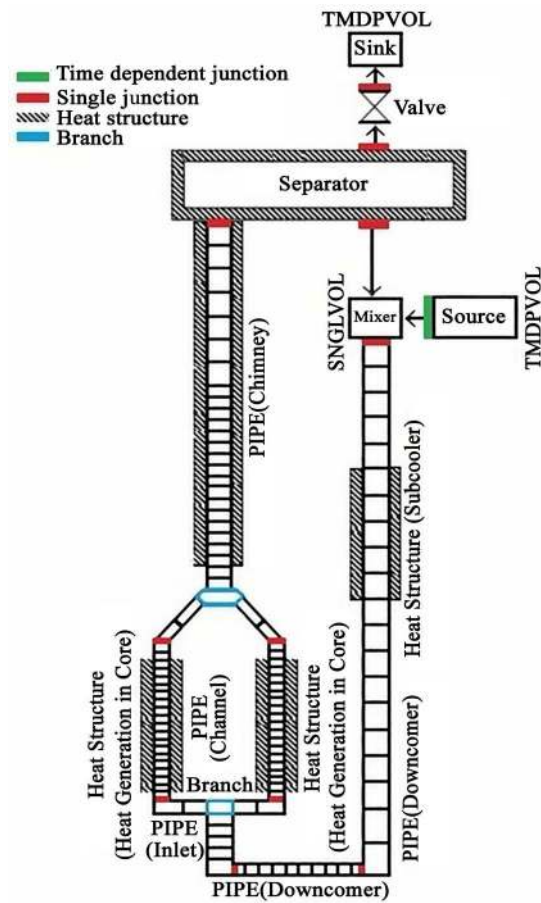 TMDPVOL
Sink
Time dependent junction
Single junction
Heat structure
Branch
Valve
Separator
SNGLVOL
Mixer
Source
TMDPVOL
PIPE(Chimney)
Heat Structure (Subcooler)
Heat Structure
(Heat Generation in Core)
PIPE
(Channel)
Heat Structure
(Heat Generation in Core)
Branch
PIPE
(Inlet)
PIPE(Downcomer)
PIPE(Downcomer)